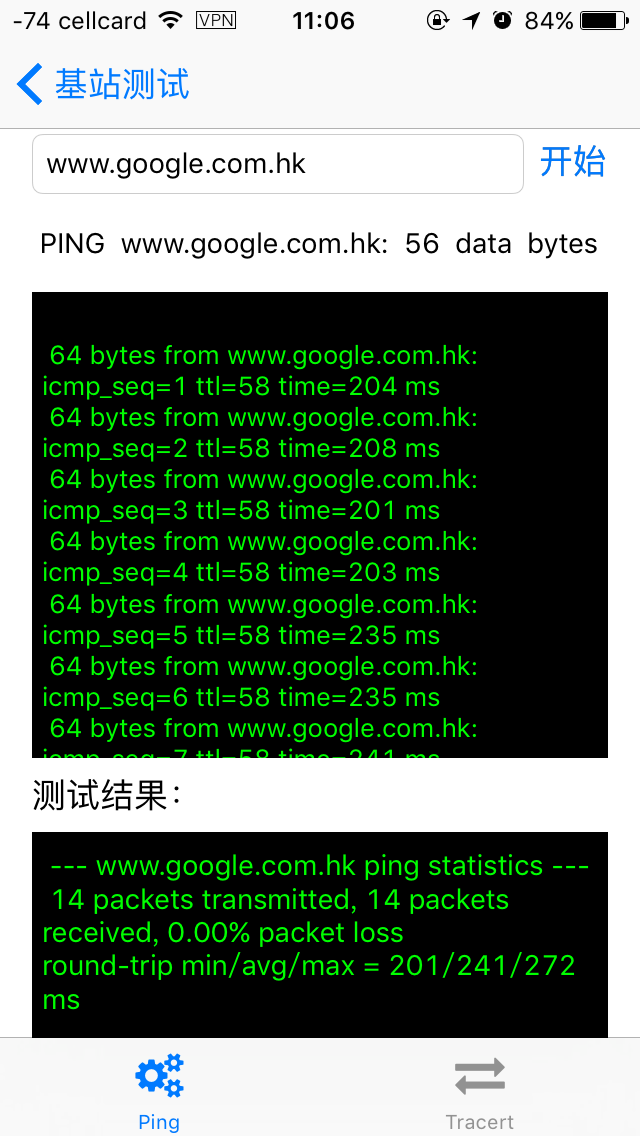 -74 cellcard VPN 11:06 84%
基站测试
www.google.com.hk 开始
PING www.google.com.hk: 56 data bytes
64 bytes from www.google.com.hk:
icmp_seq=1 ttl=58 time=204 ms
64 bytes from www.google.com.hk:
icmp_seq=2 ttl=58 time=208 ms
64 bytes from www.google.com.hk:
icmp_seq=3 ttl=58 time=201 ms
64 bytes from www.google.com.hk:
icmp_seq=4 ttl=58 time=203 ms
64 bytes from www.google.com.hk:
icmp_seq=5 ttl=58 time=235 ms
64 bytes from www.google.com.hk:
icmp_seq=6 ttl=58 time=235 ms
64 bytes from www.google.com.hk:
icmp_seq=7 ttl=58 time=241 ms
测试结果：
--- www.google.com.hk ping statistics ---
14 packets transmitted, 14 packets
received, 0.00% packet loss
round-trip min/avg/max = 201/241/272
ms
Ping Tracert